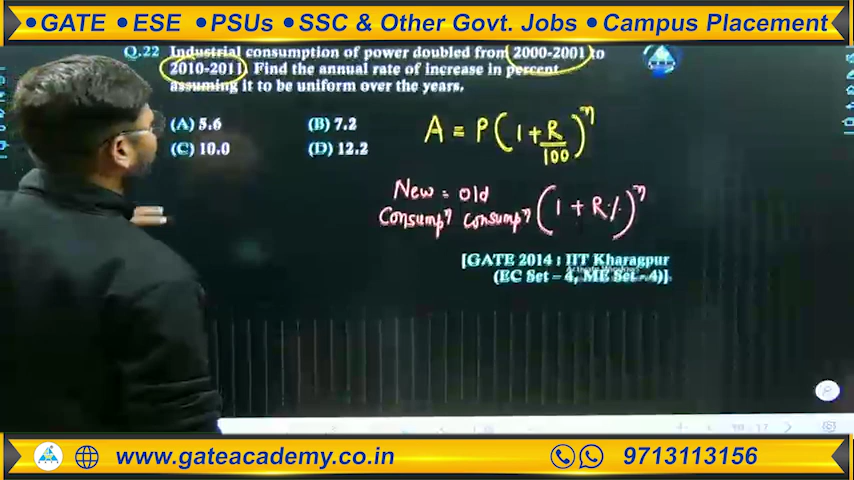 •GATE •ESE •PSUs •SSC & Other Govt. Jobs •Campus Placement
Q.22 Industrial consumption of power doubled from 2000-2001 to
2010-2011. Find the annual rate of increase in percent
assuming it to be uniform over the years.
(A) 5.6 (B) 7.2
(C) 10.0 (D) 12.2
A = P(1+R/100)^n
New = old
Consumpⁿ consumpⁿ (1 + R%)^n
[GATE 2014 : IIT Kharagpur
(EC Set – 4, ME Set – 4)]
www.gateacademy.co.in 9713113156